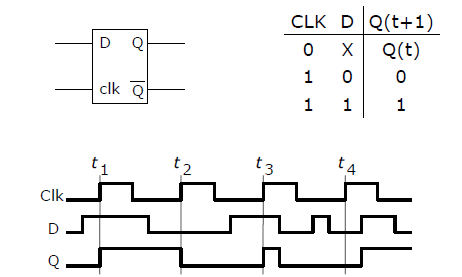 D Q
clk Q̅
CLK D Q(t+1)
0 X Q(t)
1 0 0
1 1 1
t1 t2 t3 t4
Clk
D
Q